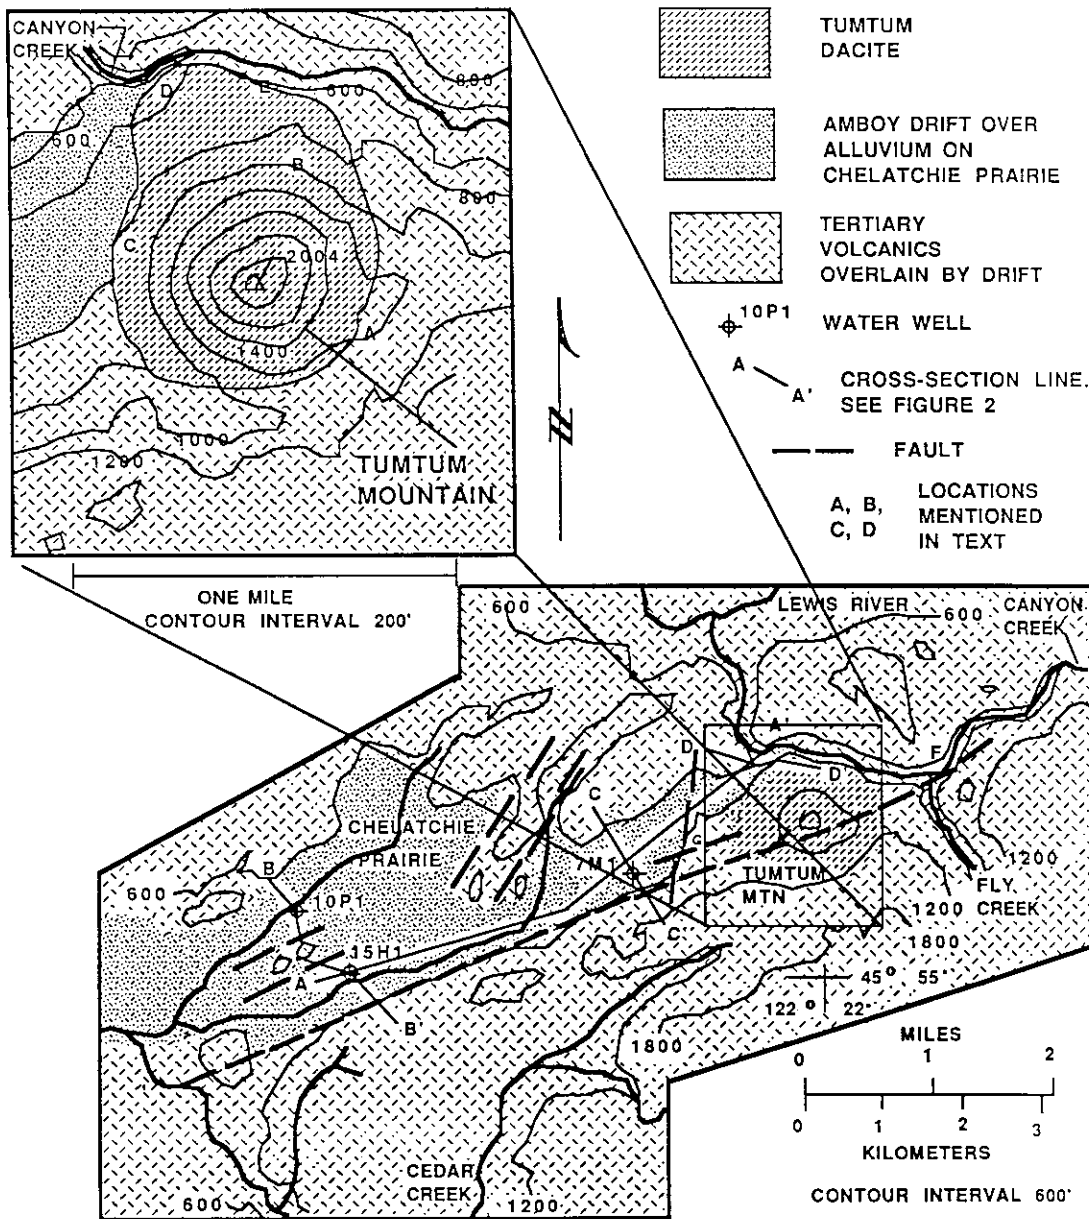 CANYON
CREEK
D
E
600
800
600
B
800
C
2004
A
1400
1000
1200
TUMTUM
MOUNTAIN
TUMTUM
DACITE
AMBOY DRIFT OVER
ALLUVIUM ON
CHELATCHIE PRAIRIE
TERTIARY
VOLCANICS
OVERLAIN BY DRIFT
10P1
WATER WELL
A
A'
CROSS-SECTION LINE.
SEE FIGURE 2
FAULT
A, B,
C, D
LOCATIONS
MENTIONED
IN TEXT
N
ONE MILE
CONTOUR INTERVAL 200'
600
LEWIS RIVER
600
CANYON
CREEK
A
D
F
D
C
CHELATCHIE
PRAIRIE
C
B
7M1
600
10P1
TUMTUM
MTN
1200
FLY
CREEK
1200
15H1
C'
1800
A
B'
45° 55'
122° 22'
1800
MILES
0 1 2
0 1 2 3
KILOMETERS
CEDAR
CREEK
600
1200
CONTOUR INTERVAL 600'